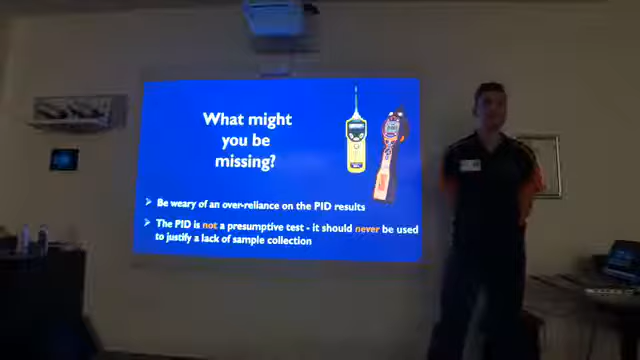 What might
you be
missing?
➤ Be weary of an over-reliance on the PID results
➤ The PID is not a presumptive test - it should never be used
to justify a lack of sample collection